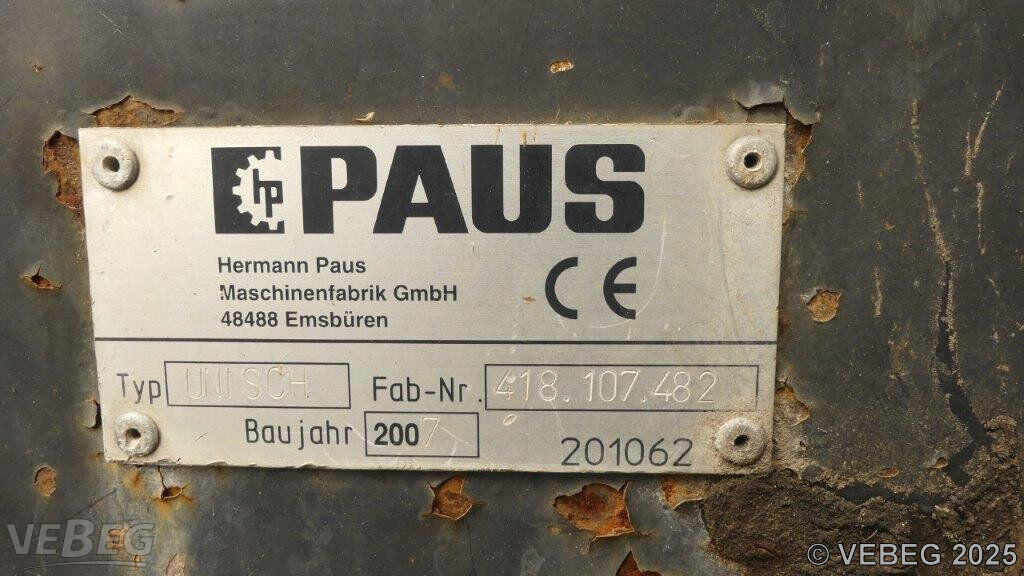 hp PAUS
Hermann Paus
Maschinenfabrik GmbH
48488 Emsbüren
CE
Typ UNISCH Fab-Nr. 418.107.482
Baujahr 2007
201062
VEBEG
© VEBEG 2025